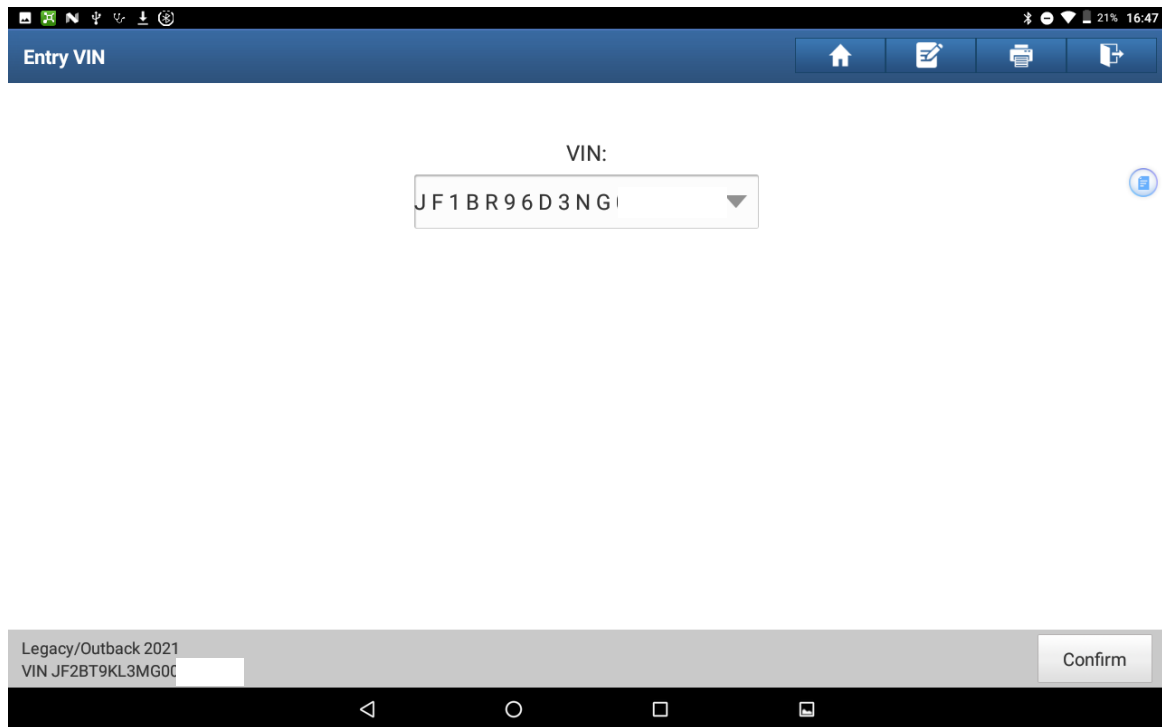 21% 16:47
Entry VIN
VIN:
JF1BR96D3NG
Legacy/Outback 2021
VIN JF2BT9KL3MG00
Confirm